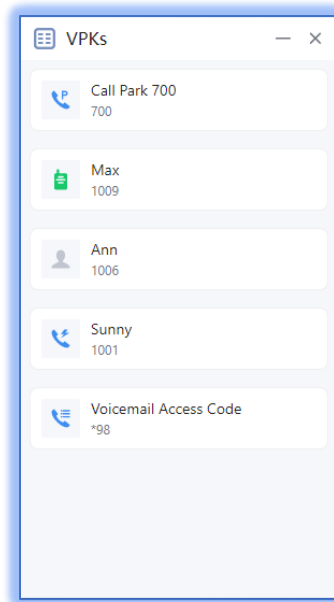 VPKs
Call Park 700
700
Max
1009
Ann
1006
Sunny
1001
Voicemail Access Code
*98